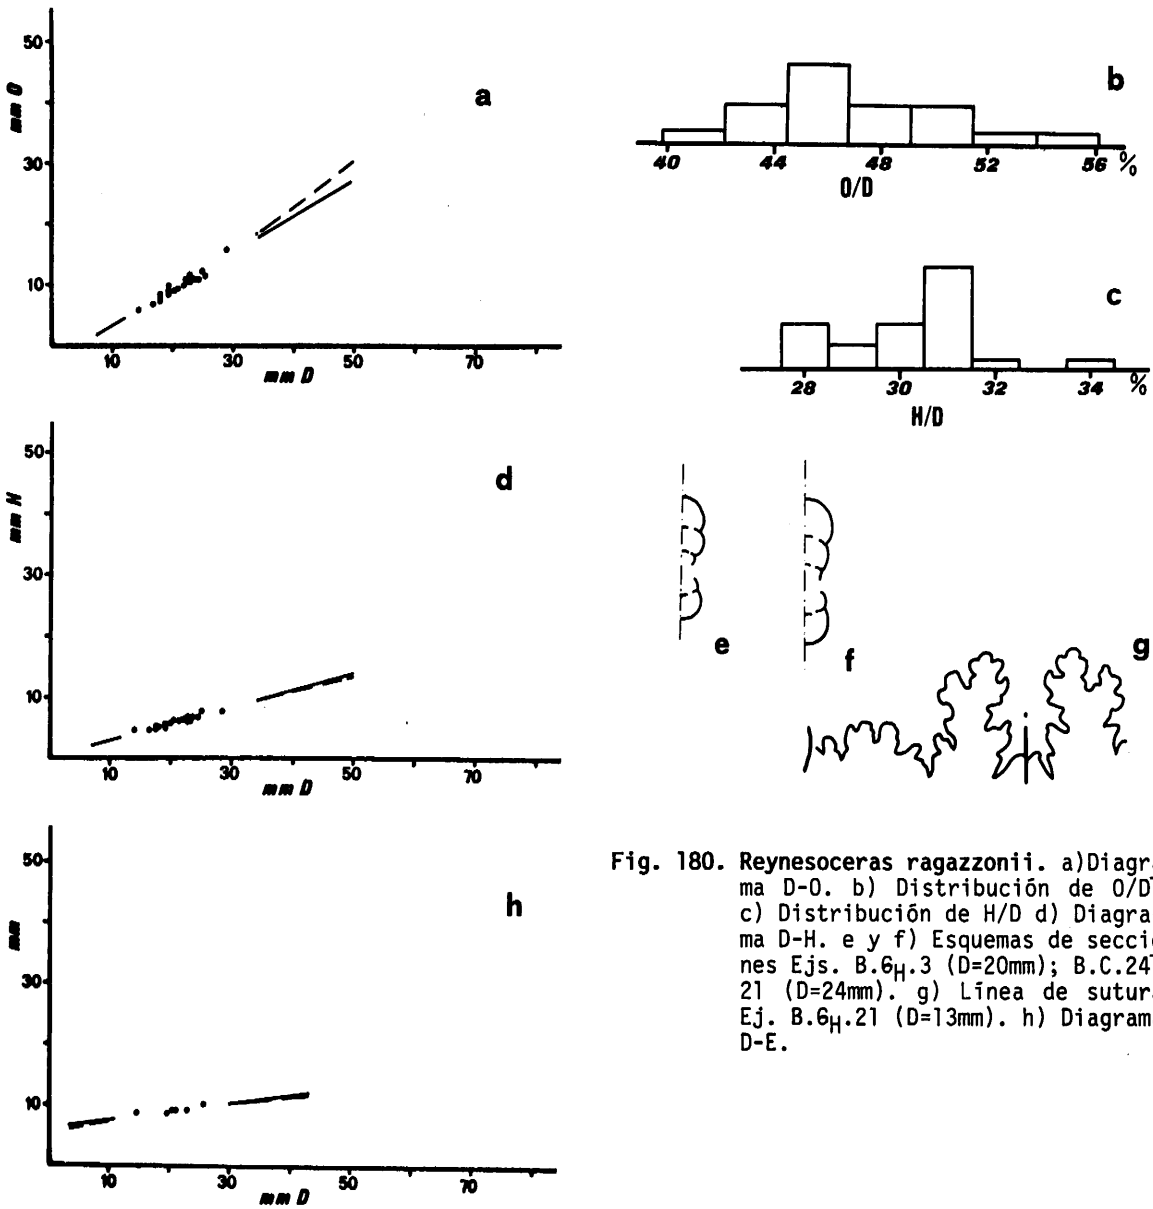 50
mm O
a
30
10
10 30 50 70
mm D
b
40 44 48 52 56 %
O/D
c
28 30 32 34 %
H/D
50
mm H
d
30
10
10 30 50 70
mm D
e
f
g
50
mm
h
30
10
10 30 50 70
mm D
Fig. 180. Reynesoceras ragazzonii. a)Diagra
ma D-O. b) Distribución de O/D
c) Distribución de H/D d) Diagra
ma D-H. e y f) Esquemas de seccio
nes Ejs. B.6H.3 (D=20mm); B.C.24
21 (D=24mm). g) Línea de sutura
Ej. B.6H.21 (D=13mm). h) Diagram
D-E.